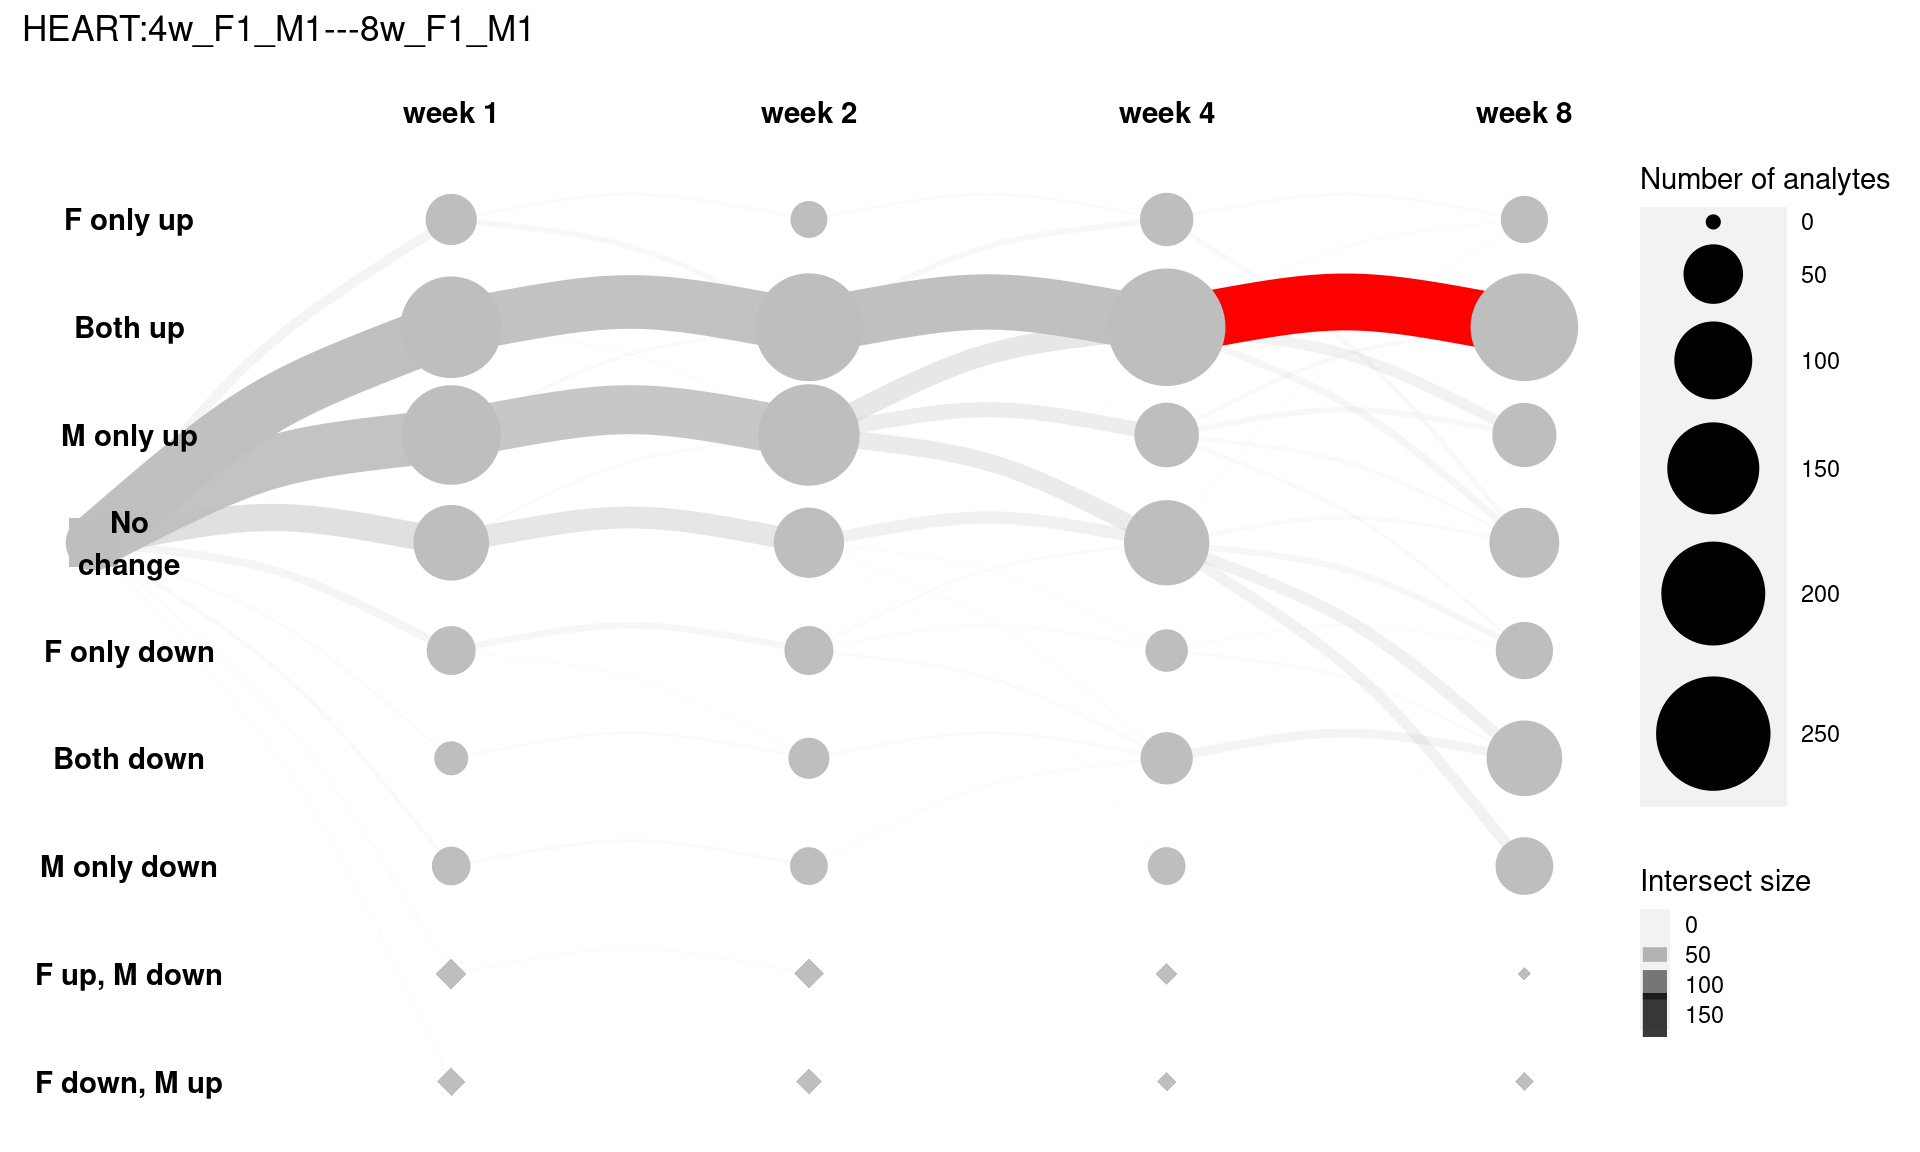 HEART:4w_F1_M1---8w_F1_M1
week 1
week 2
week 4
week 8
F only up
Both up
M only up
No
change
F only down
Both down
M only down
F up, M down
F down, M up
Number of analytes
0
50
100
150
200
250
Intersect size
0
50
100
150